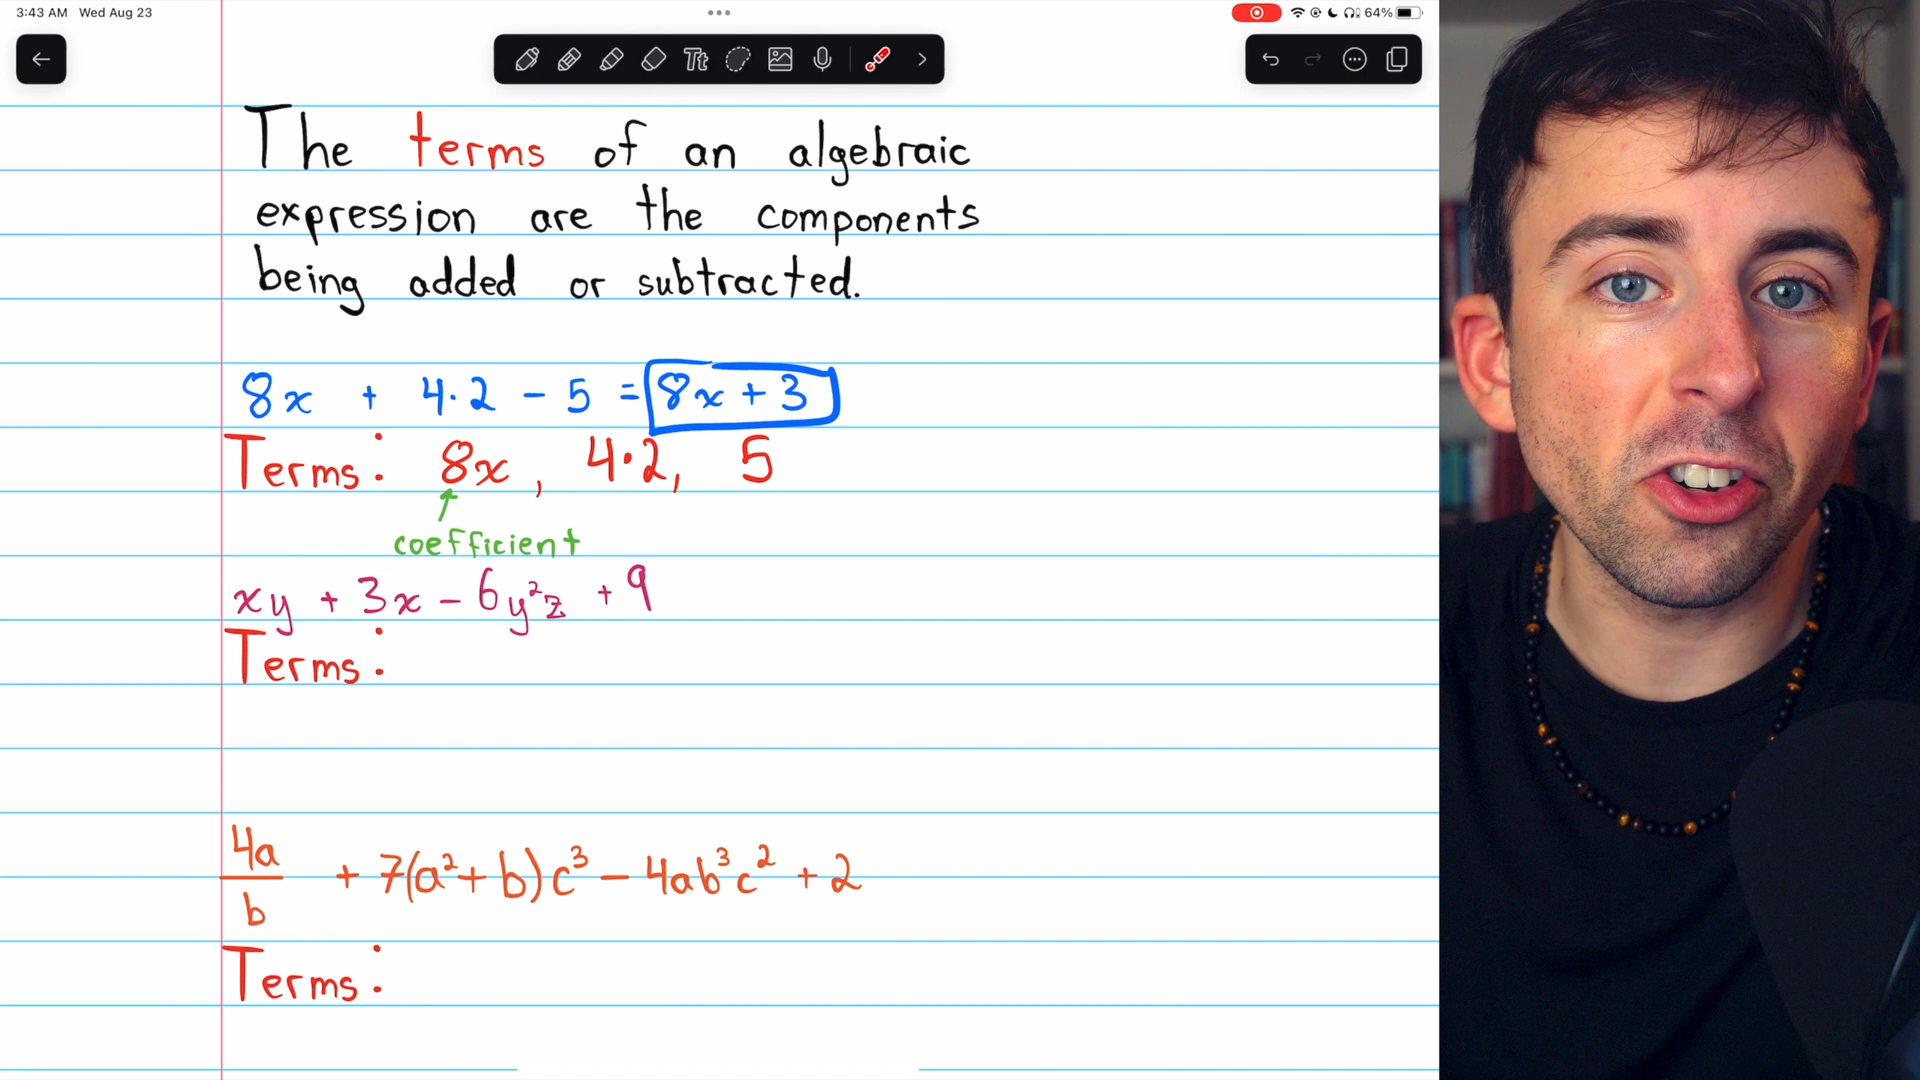 3:43 AM Wed Aug 23
64%
Tt
The terms of an algebraic
expression are the components
being added or subtracted.
8x + 4·2 - 5 = 8x + 3
Terms: 8x, 4·2, 5
coefficient
xy + 3x - 6y²z + 9
Terms:
4a/b + 7(a²+b)c³ - 4ab³c² + 2
Terms: